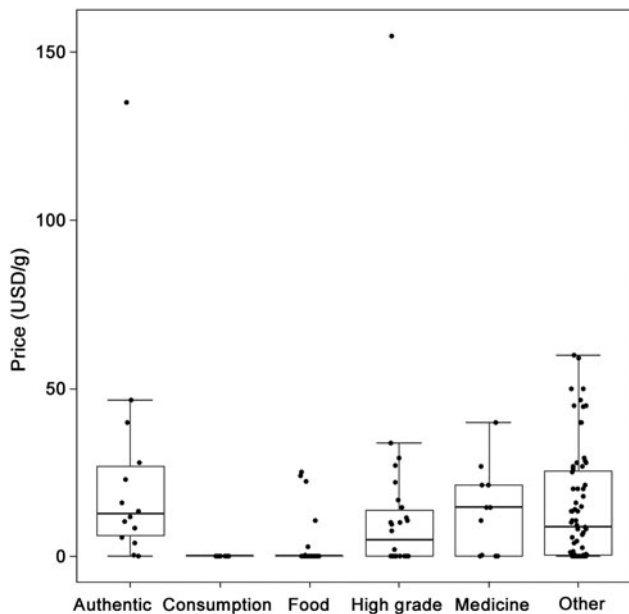 150
100
50
0
Price (USD/g)
Authentic Consumption Food High grade Medicine Other